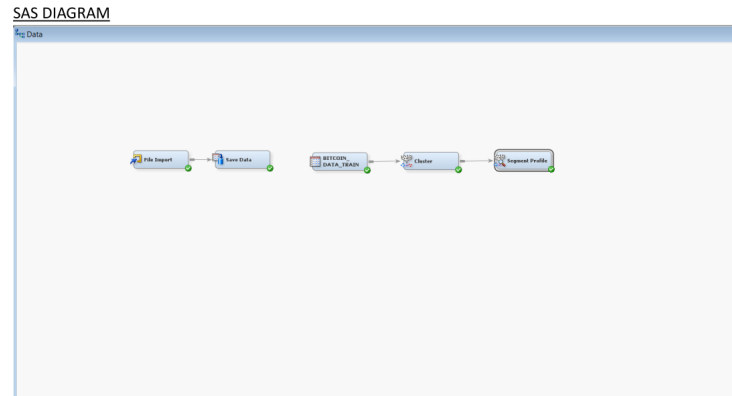 SAS DIAGRAM
Data
File Import
Save Data
BITCOIN_
DATA_TRAIN
Cluster
Segment Profile